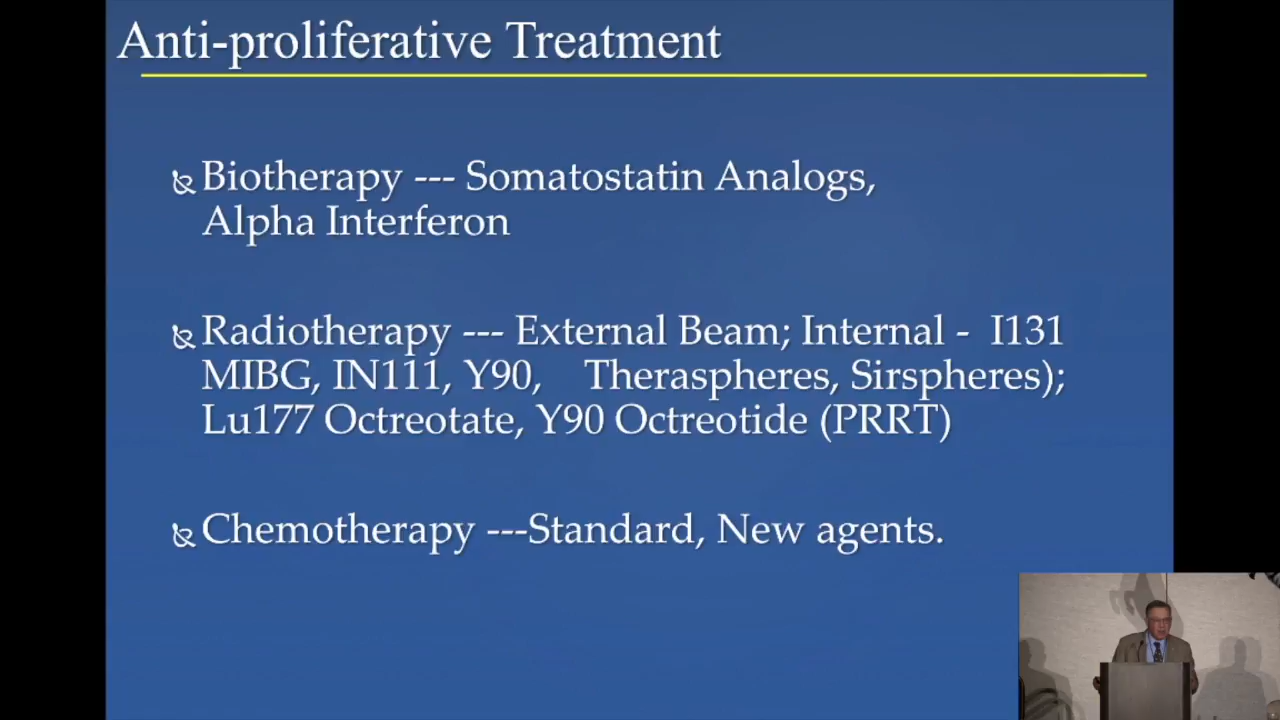 Anti-proliferative Treatment
Biotherapy --- Somatostatin Analogs,
Alpha Interferon
Radiotherapy --- External Beam; Internal - I131
MIBG, IN111, Y90, Theraspheres, Sirspheres);
Lu177 Octreotate, Y90 Octreotide (PRRT)
Chemotherapy ---Standard, New agents.